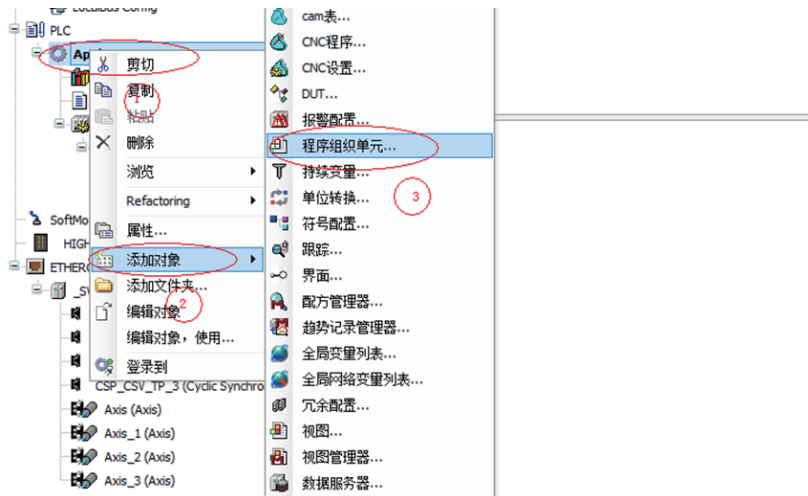 Localbus Config
PLC
Ap
SoftMo
HIGH
ETHER
_S
CSP_CSV_TP_3 (Cyclic Synchro
Axis (Axis)
Axis_1 (Axis)
Axis_2 (Axis)
Axis_3 (Axis)
剪切
复制
1
粘贴
删除
浏览
Refactoring
属性...
添加对象
添加文件夹...
2
编辑对象
编辑对象，使用...
登录到
cam表...
CNC程序...
CNC设置...
DUT...
报警配置...
程序组织单元...
持续变量...
单位转换...
3
符号配置...
跟踪...
界面...
配方管理器...
趋势记录管理器...
全局变量列表...
全局网络变量列表...
冗余配置...
视图...
视图管理器...
数据服务器...